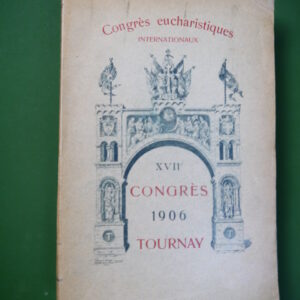 Congrès eucharistiques
INTERNATIONAUX
XVIIᵉ
CONGRÈS
1906
TOURNAY